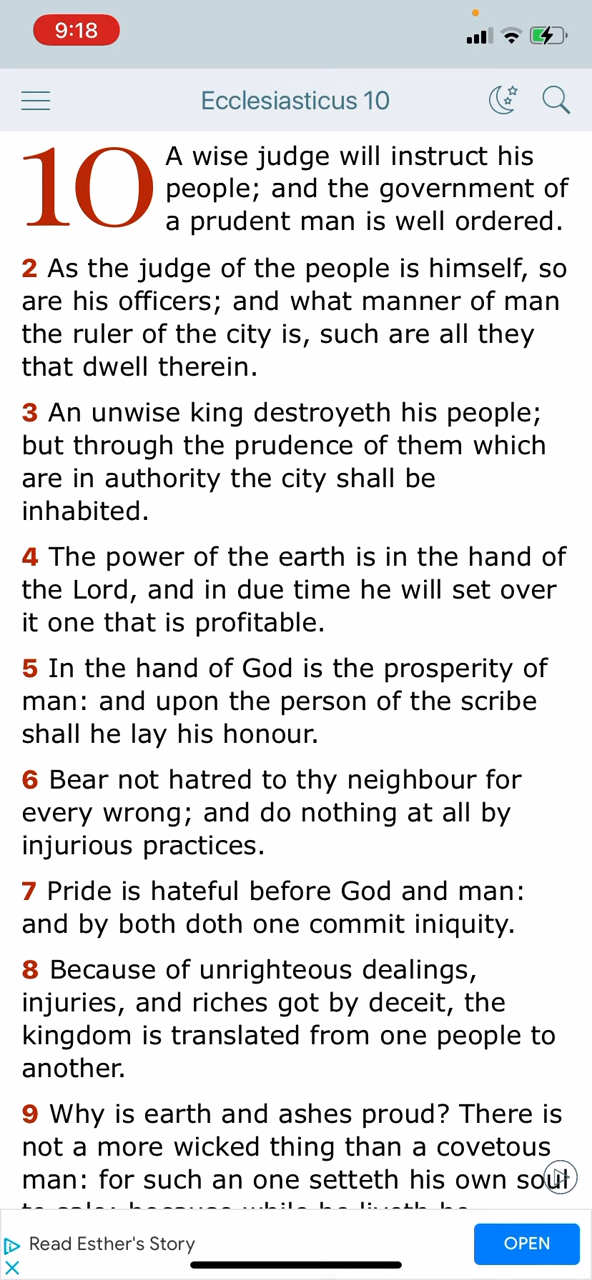 9:18
Ecclesiasticus 10
10 A wise judge will instruct his
people; and the government of
a prudent man is well ordered.
2 As the judge of the people is himself, so
are his officers; and what manner of man
the ruler of the city is, such are all they
that dwell therein.
3 An unwise king destroyeth his people;
but through the prudence of them which
are in authority the city shall be
inhabited.
4 The power of the earth is in the hand of
the Lord, and in due time he will set over
it one that is profitable.
5 In the hand of God is the prosperity of
man: and upon the person of the scribe
shall he lay his honour.
6 Bear not hatred to thy neighbour for
every wrong; and do nothing at all by
injurious practices.
7 Pride is hateful before God and man:
and by both doth one commit iniquity.
8 Because of unrighteous dealings,
injuries, and riches got by deceit, the
kingdom is translated from one people to
another.
9 Why is earth and ashes proud? There is
not a more wicked thing than a covetous
man: for such an one setteth his own soul
Read Esther's Story
OPEN